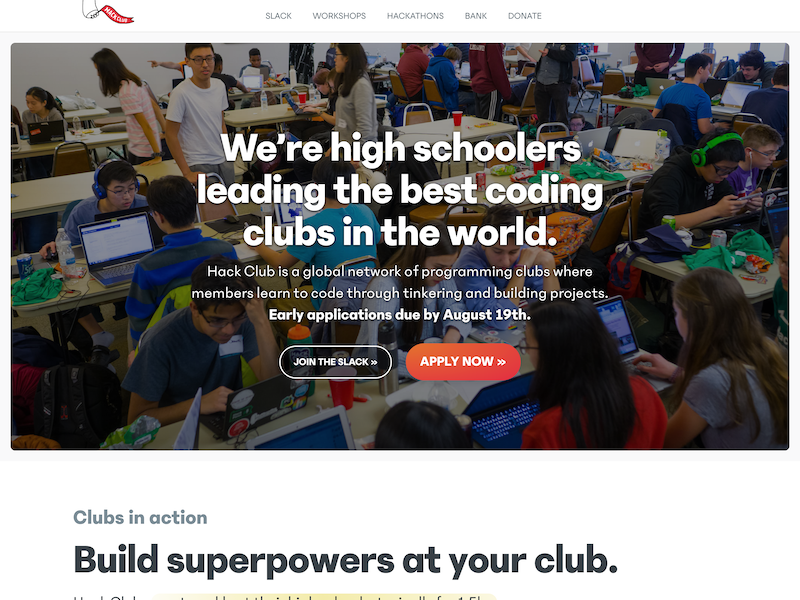 HACK CLUB
SLACK WORKSHOPS HACKATHONS BANK DONATE
We’re high schoolers
leading the best coding
clubs in the world.
Hack Club is a global network of programming clubs where
members learn to code through tinkering and building projects.
Early applications due by August 19th.
JOIN THE SLACK »
APPLY NOW »
Clubs in action
Build superpowers at your club.